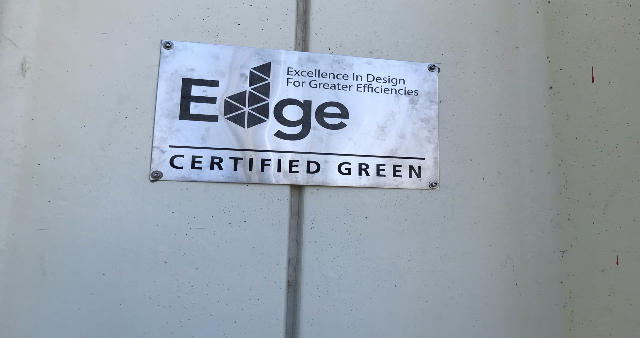 Edge
Excellence In Design
For Greater Efficiencies
CERTIFIED GREEN